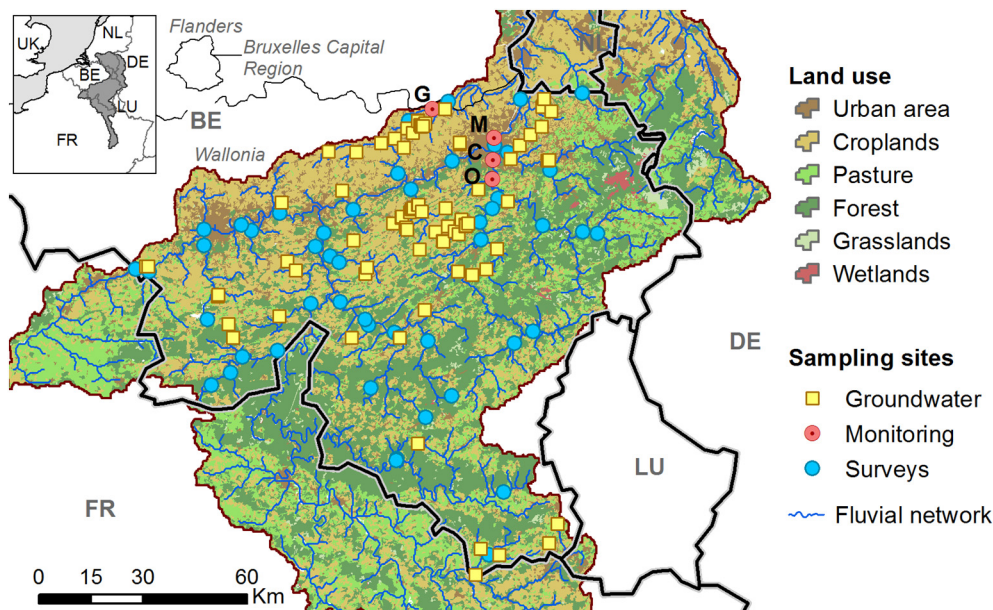 UK
NL
DE
BE
LU
FR
Flanders
Bruxelles Capital
Region
BE
Wallonia
NL
G
M
C
O
DE
LU
FR
0 15 30 60
Km
Land use
Urban area
Croplands
Pasture
Forest
Grasslands
Wetlands
Sampling sites
Groundwater
Monitoring
Surveys
Fluvial network